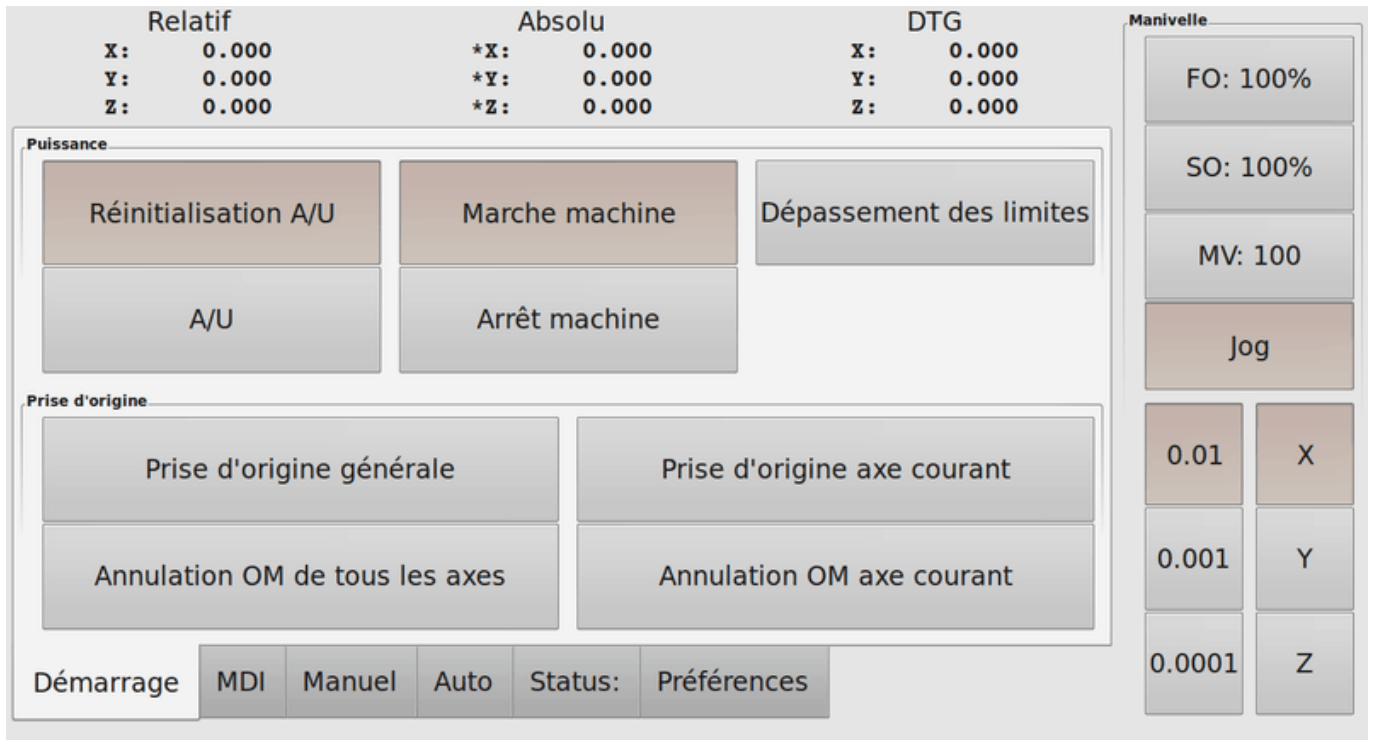 Relatif Absolu DTG
X: 0.000 *X: 0.000 X: 0.000
Y: 0.000 *Y: 0.000 Y: 0.000
Z: 0.000 *Z: 0.000 Z: 0.000
Puissance
Réinitialisation A/U Marche machine Dépassement des limites
A/U Arrêt machine
Prise d'origine
Prise d'origine générale Prise d'origine axe courant
Annulation OM de tous les axes Annulation OM axe courant
Démarrage MDI Manuel Auto Status: Préférences
Manivelle
FO: 100%
SO: 100%
MV: 100
Jog
0.01 X
0.001 Y
0.0001 Z